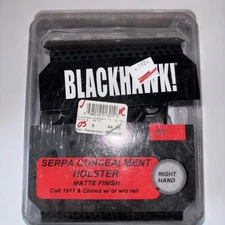 BLACKHAWK!
SERPA CONCEALMENT
HOLSTER
MATTE FINISH
Colt 1911 & Clones w/ or w/o rail
RIGHT
HAND